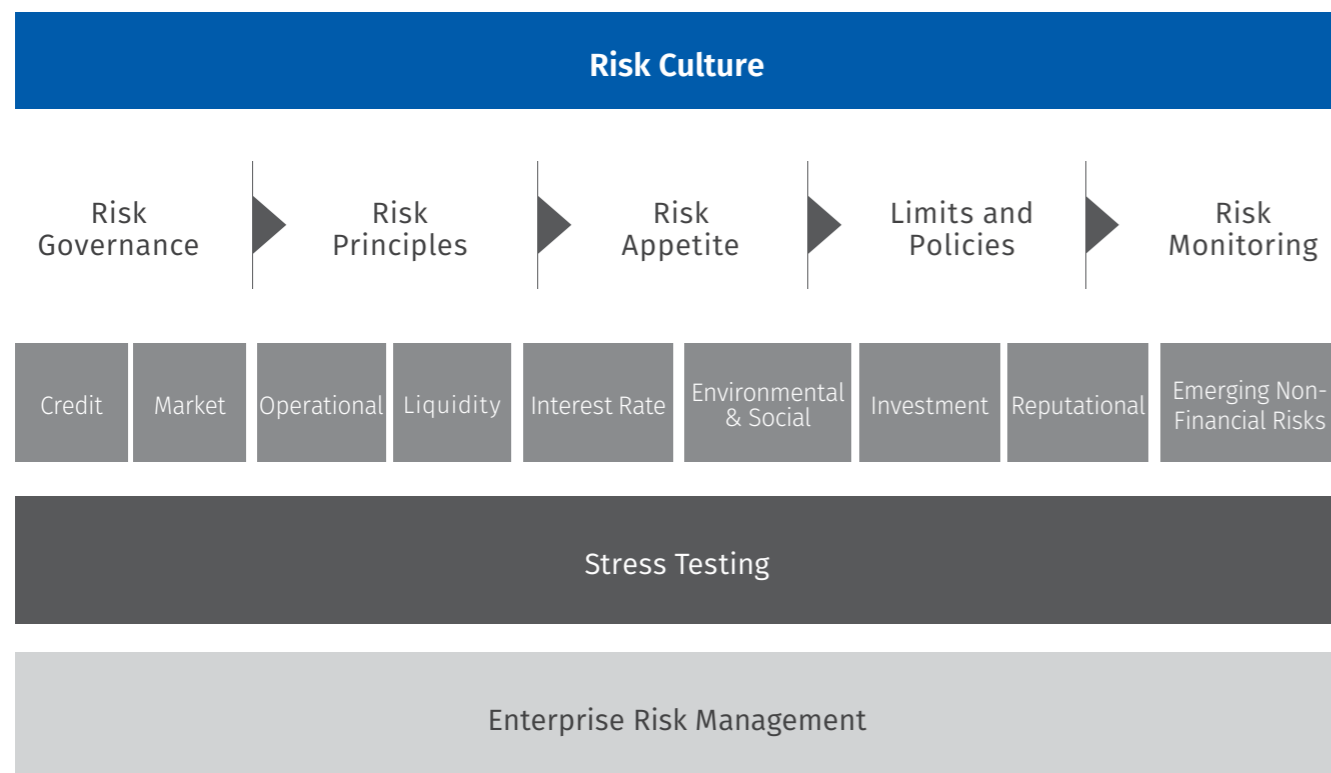 Risk Culture
Risk
Governance
Risk
Principles
Risk
Appetite
Limits and
Policies
Risk
Monitoring
Credit
Market
Operational
Liquidity
Interest Rate
Environmental
& Social
Investment
Reputational
Emerging Non-
Financial Risks
Stress Testing
Enterprise Risk Management